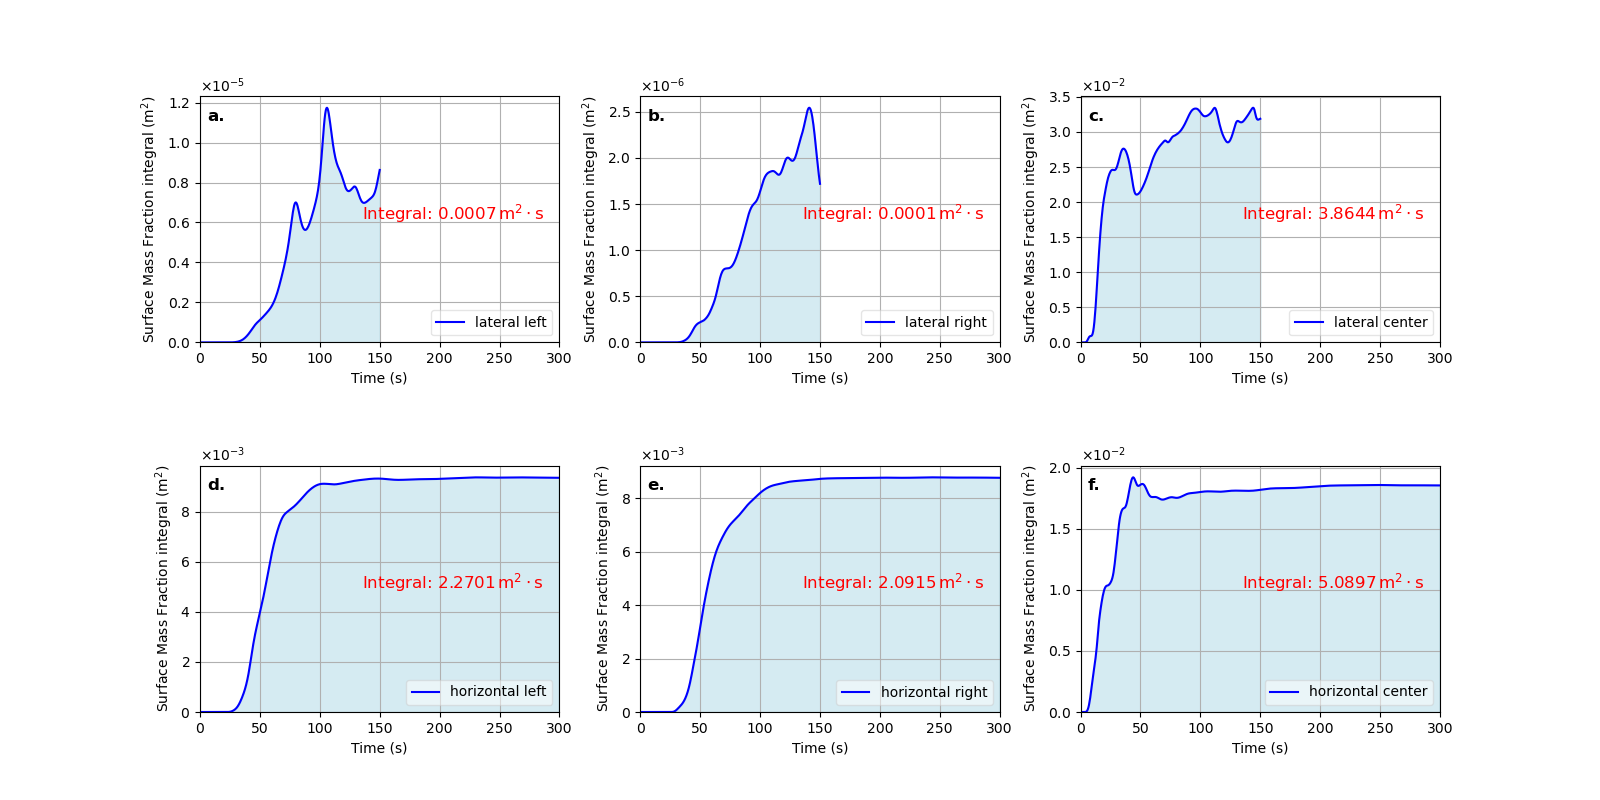 ×10⁻⁵
a.
Surface Mass Fraction integral (m²)
1.2
1.0
0.8
0.6
0.4
0.2
0.0
Integral: 0.0007 m² · s
lateral left
0 50 100 150 200 250 300
Time (s)
×10⁻⁶
b.
Surface Mass Fraction integral (m²)
2.5
2.0
1.5
1.0
0.5
0.0
Integral: 0.0001 m² · s
lateral right
0 50 100 150 200 250 300
Time (s)
×10⁻²
c.
Surface Mass Fraction integral (m²)
3.5
3.0
2.5
2.0
1.5
1.0
0.5
0.0
Integral: 3.8644 m² · s
lateral center
0 50 100 150 200 250 300
Time (s)
×10⁻³
d.
Surface Mass Fraction integral (m²)
8
6
4
2
0
Integral: 2.2701 m² · s
horizontal left
0 50 100 150 200 250 300
Time (s)
×10⁻³
e.
Surface Mass Fraction integral (m²)
8
6
4
2
0
Integral: 2.0915 m² · s
horizontal right
0 50 100 150 200 250 300
Time (s)
×10⁻²
f.
Surface Mass Fraction integral (m²)
2.0
1.5
1.0
0.5
0.0
Integral: 5.0897 m² · s
horizontal center
0 50 100 150 200 250 300
Time (s)